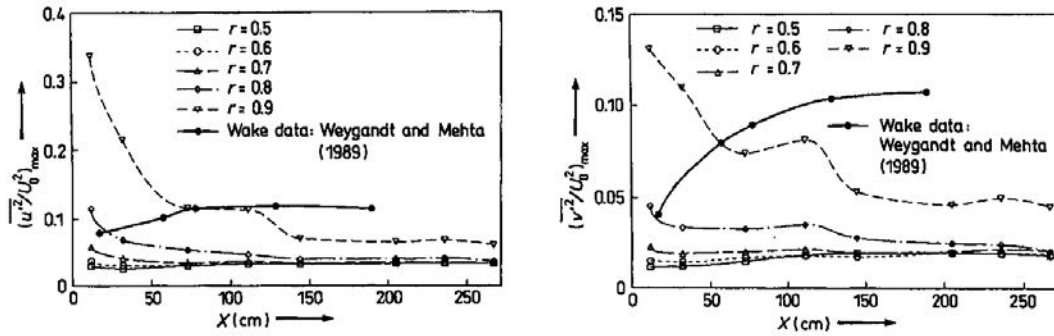 0.4
0.3
0.2
0.1
0
(u'²/U₀²)max
r = 0.5
r = 0.6
r = 0.7
r = 0.8
r = 0.9
Wake data: Weygandt and Mehta
(1989)
0 50 100 150 200 250
X (cm)
0.15
0.10
0.05
0
(v'²/U₀²)max
r = 0.5
r = 0.6
r = 0.7
r = 0.8
r = 0.9
Wake data:
Weygandt and Mehta
(1989)
0 50 100 150 200 250
X (cm)